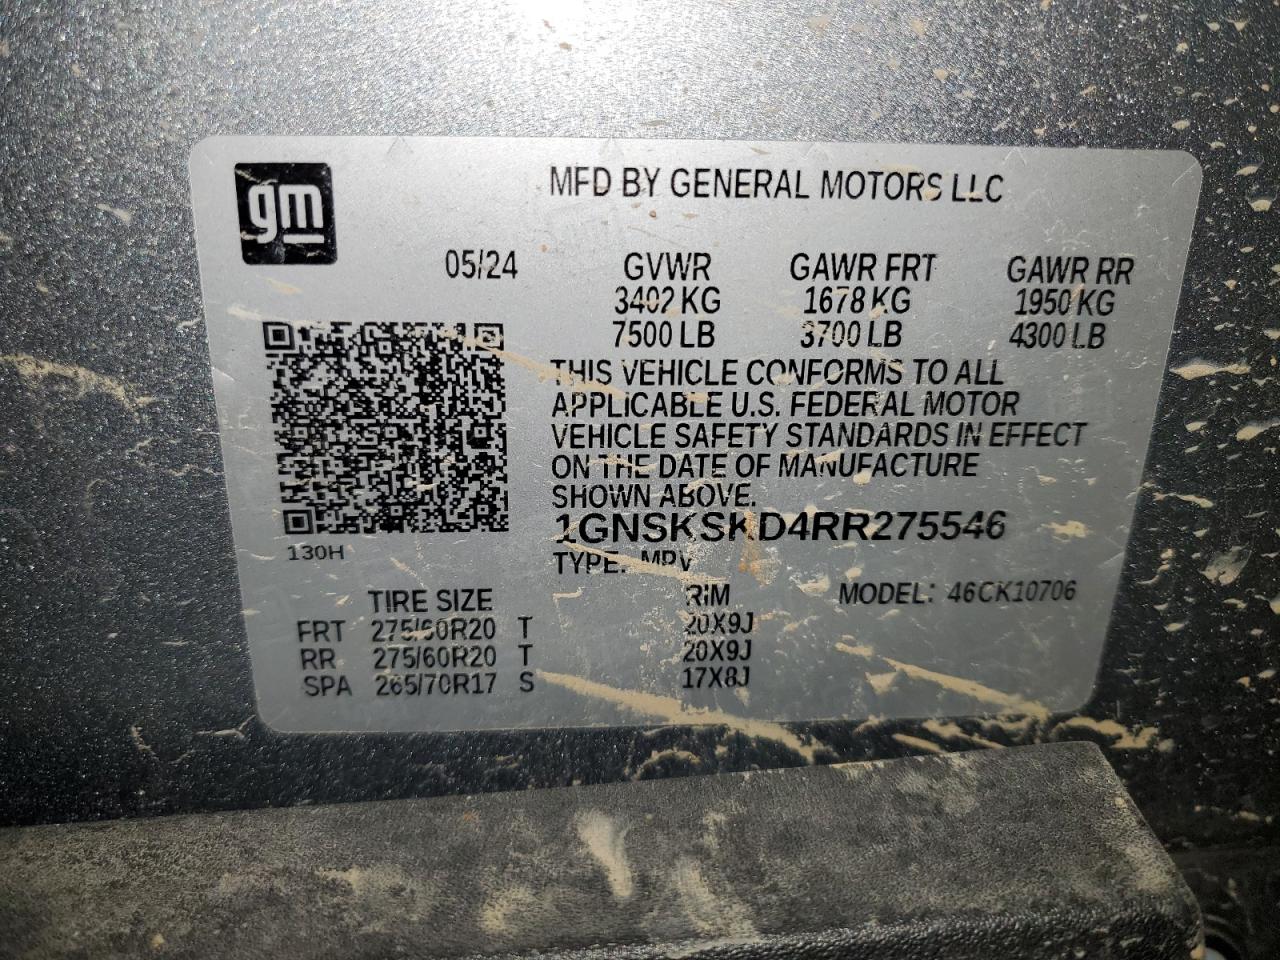 gm
MFD BY GENERAL MOTORS LLC
05/24 GVWR GAWR FRT GAWR RR
3402 KG 1678 KG 1950 KG
7500 LB 3700 LB 4300 LB
THIS VEHICLE CONFORMS TO ALL
APPLICABLE U.S. FEDERAL MOTOR
VEHICLE SAFETY STANDARDS IN EFFECT
ON THE DATE OF MANUFACTURE
SHOWN ABOVE.
1GNSKSKD4RR275546
130H
TYPE: MPV
TIRE SIZE RIM MODEL: 46CK10706
FRT 275/60R20 T 20X9J
RR 275/60R20 T 20X9J
SPA 265/70R17 S 17X8J